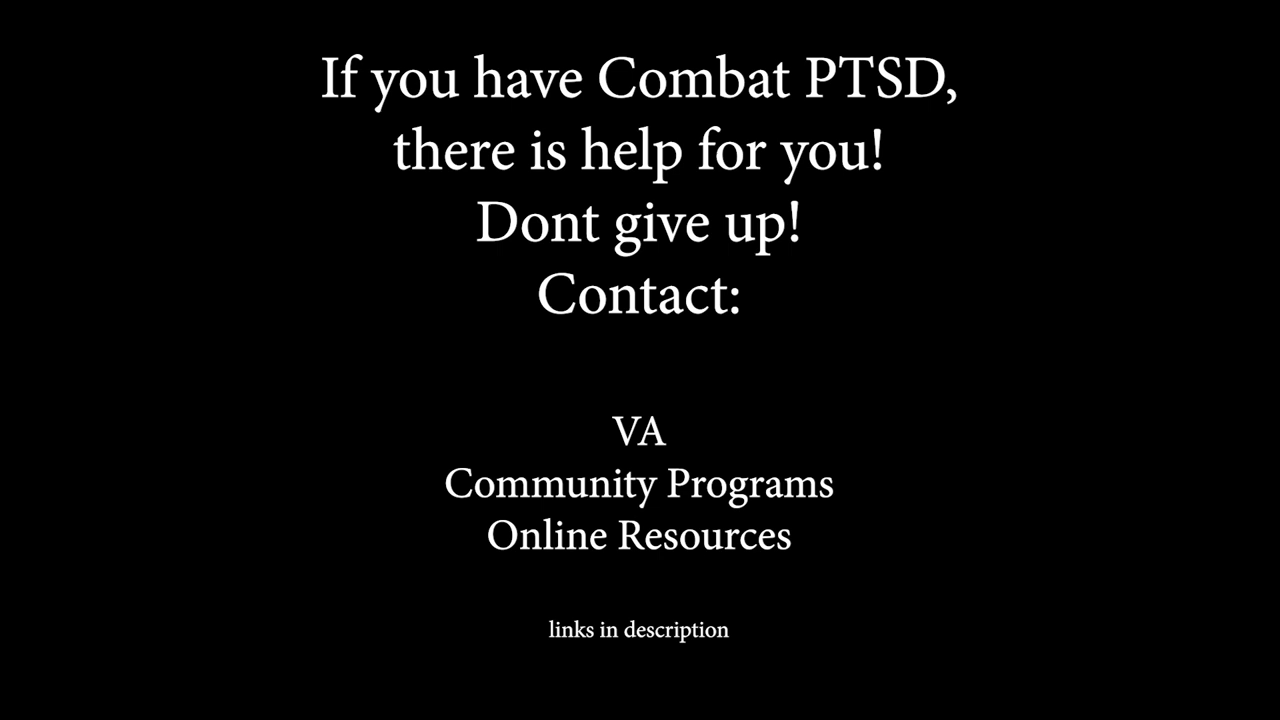 If you have Combat PTSD,
there is help for you!
Dont give up!
Contact:
VA
Community Programs
Online Resources
links in description